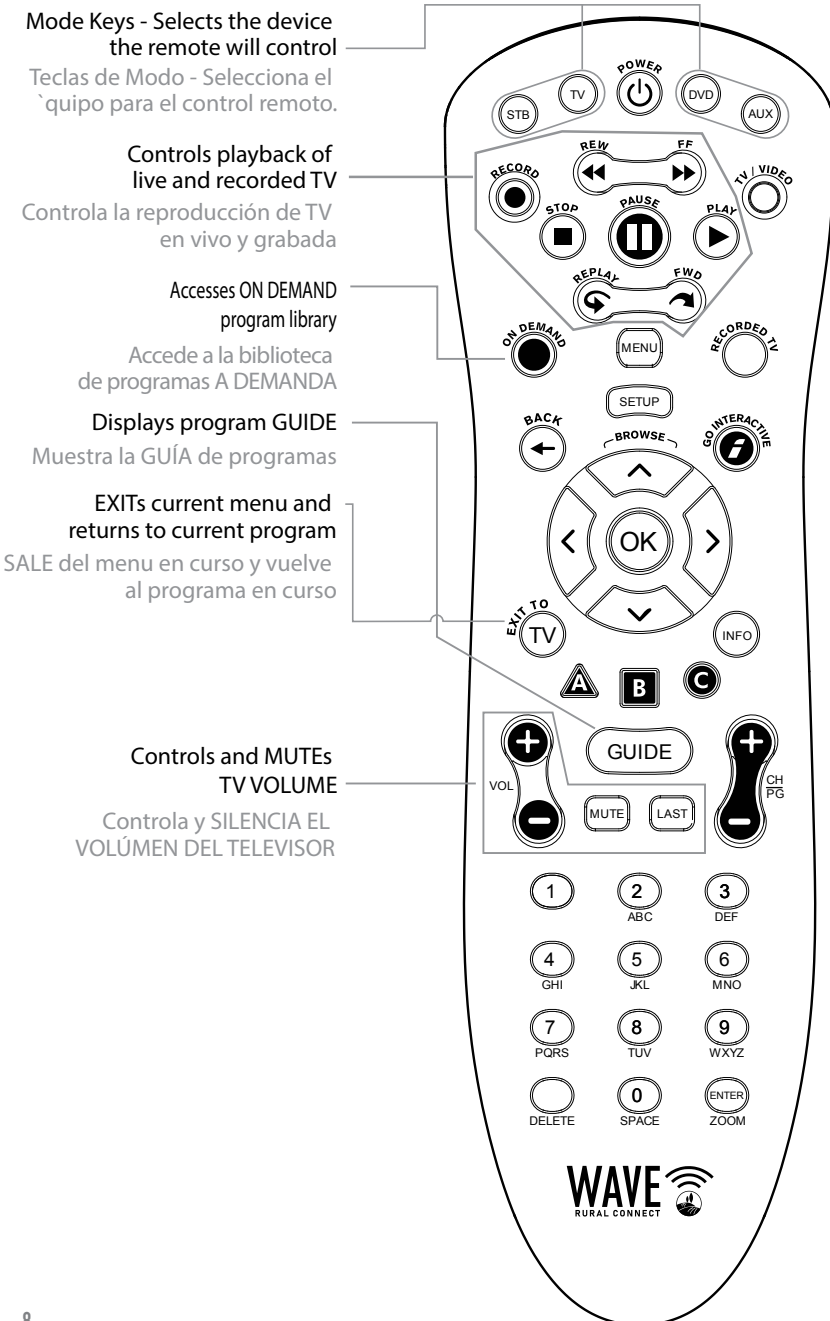 Mode Keys - Selects the device
the remote will control
Teclas de Modo - Selecciona el
`quipo para el control remoto.
Controls playback of
live and recorded TV
Controla la reproducción de TV
en vivo y grabada
Accesses ON DEMAND
program library
Accede a la biblioteca
de programas A DEMANDA
Displays program GUIDE
Muestra la GUÍA de programas
EXITs current menu and
returns to current program
SALE del menu en curso y vuelve
al programa en curso
Controls and MUTEs
TV VOLUME
Controla y SILENCIA EL
VOLÚMEN DEL TELEVISOR
POWER
STB
TV
DVD
AUX
REW
FF
RECORD
TV / VIDEO
STOP
PAUSE
PLAY
REPLAY
FWD
ON DEMAND
MENU
RECORDED TV
SETUP
BACK
BROWSE
GO INTERACTIVE
i
OK
EXIT TO
TV
INFO
A
B
C
+
GUIDE
+
VOL
CH
PG
-
MUTE
LAST
-
1
2
3
ABC
DEF
4
5
6
GHI
JKL
MNO
7
8
9
PQRS
TUV
WXYZ
0
ENTER
DELETE
SPACE
ZOOM
WAVE
RURAL CONNECT